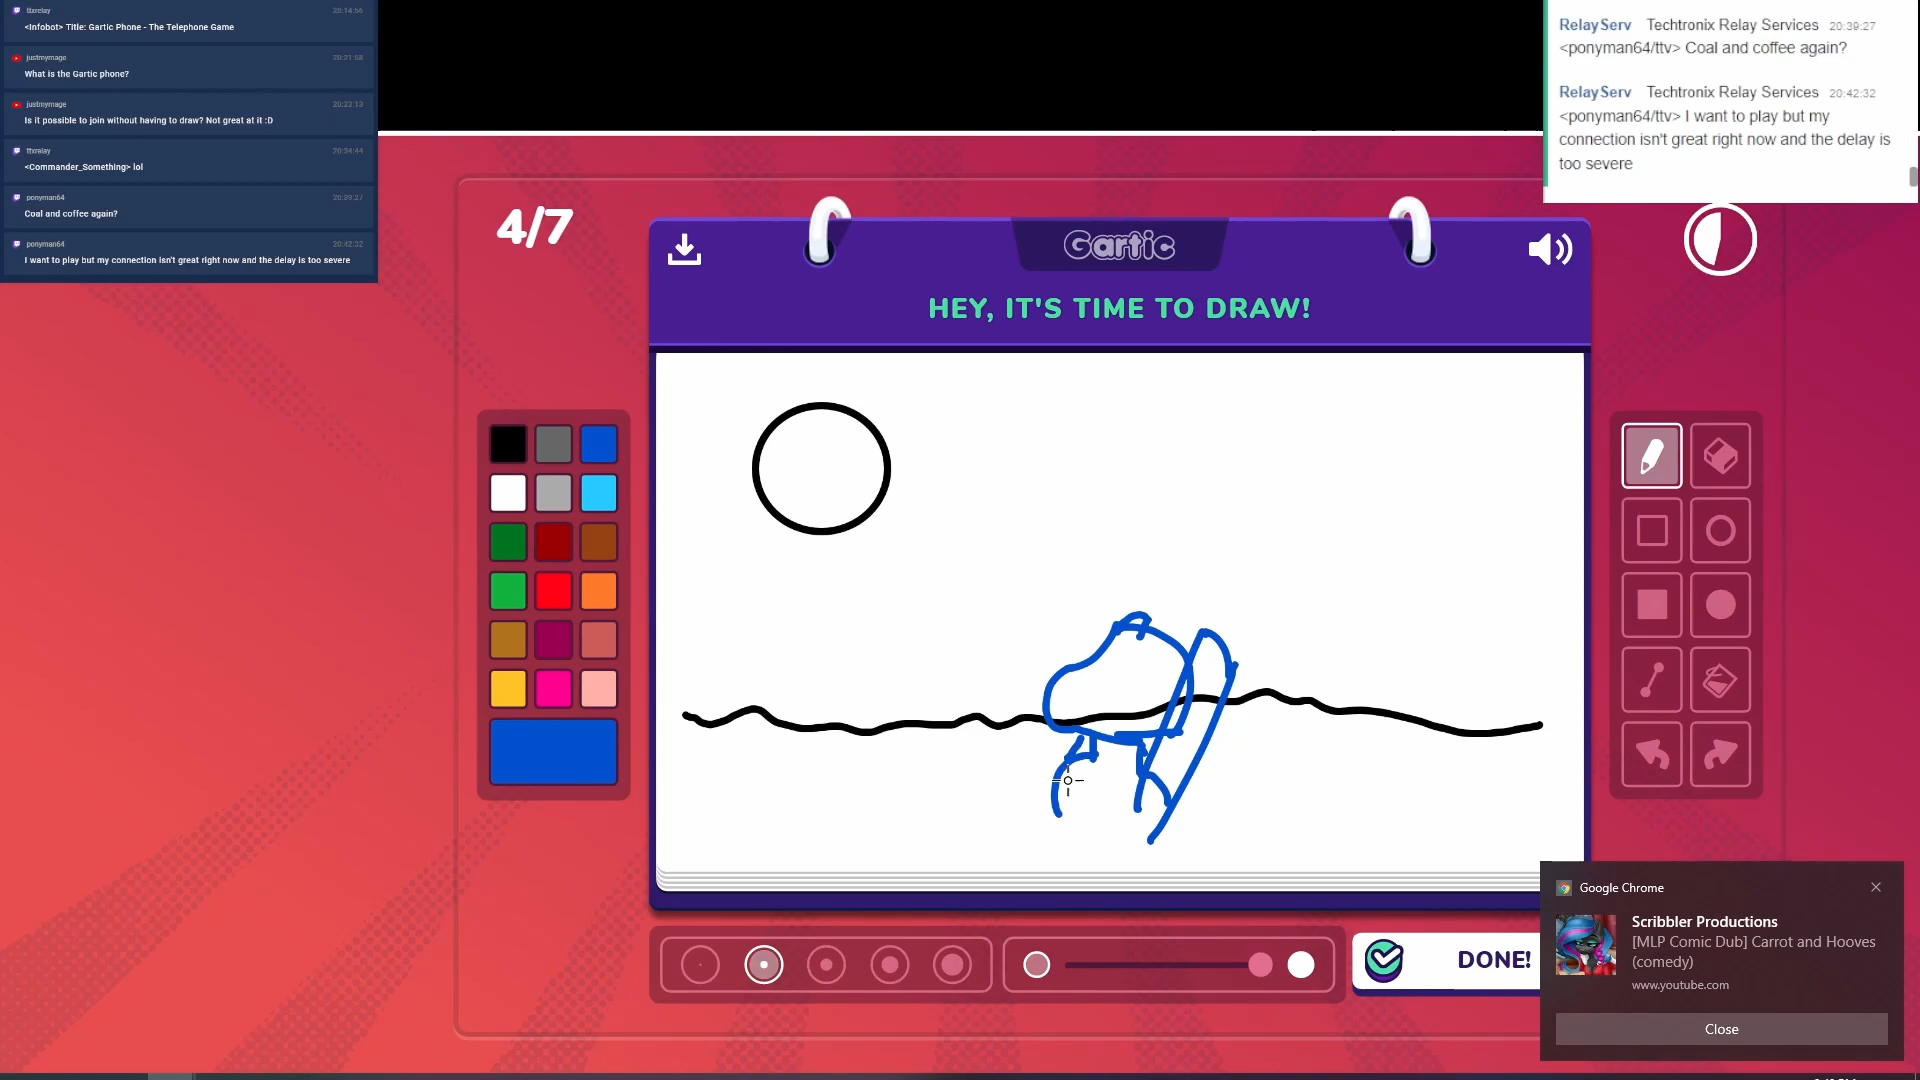 ttxrelay 20:14:56
<Infobot> Title: Gartic Phone - The Telephone Game
justmymage 20:21:58
What is the Gartic phone?
justmymage 20:23:13
Is it possible to join without having to draw? Not great at it :D
ttxrelay 20:34:44
<Commander_Something> lol
ponyman64 20:39:27
Coal and coffee again?
ponyman64 20:42:32
I want to play but my connection isn't great right now and the delay is too severe
RelayServ Techtronix Relay Services 20:39:27
<ponyman64/ttv> Coal and coffee again?
RelayServ Techtronix Relay Services 20:42:32
<ponyman64/ttv> I want to play but my
connection isn't great right now and the delay is
too severe
4/7
Gartic
HEY, IT'S TIME TO DRAW!
DONE!
Google Chrome
Scribbler Productions
[MLP Comic Dub] Carrot and Hooves
(comedy)
www.youtube.com
Close